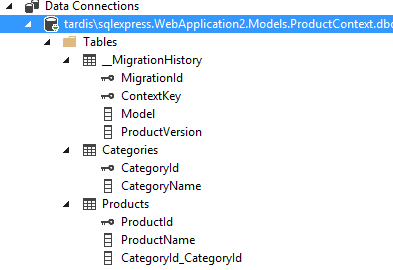 Data Connections
tardis\sqlexpress.WebApplication2.Models.ProductContext.dbo
Tables
__MigrationHistory
MigrationId
ContextKey
Model
ProductVersion
Categories
CategoryId
CategoryName
Products
ProductId
ProductName
CategoryId_CategoryId